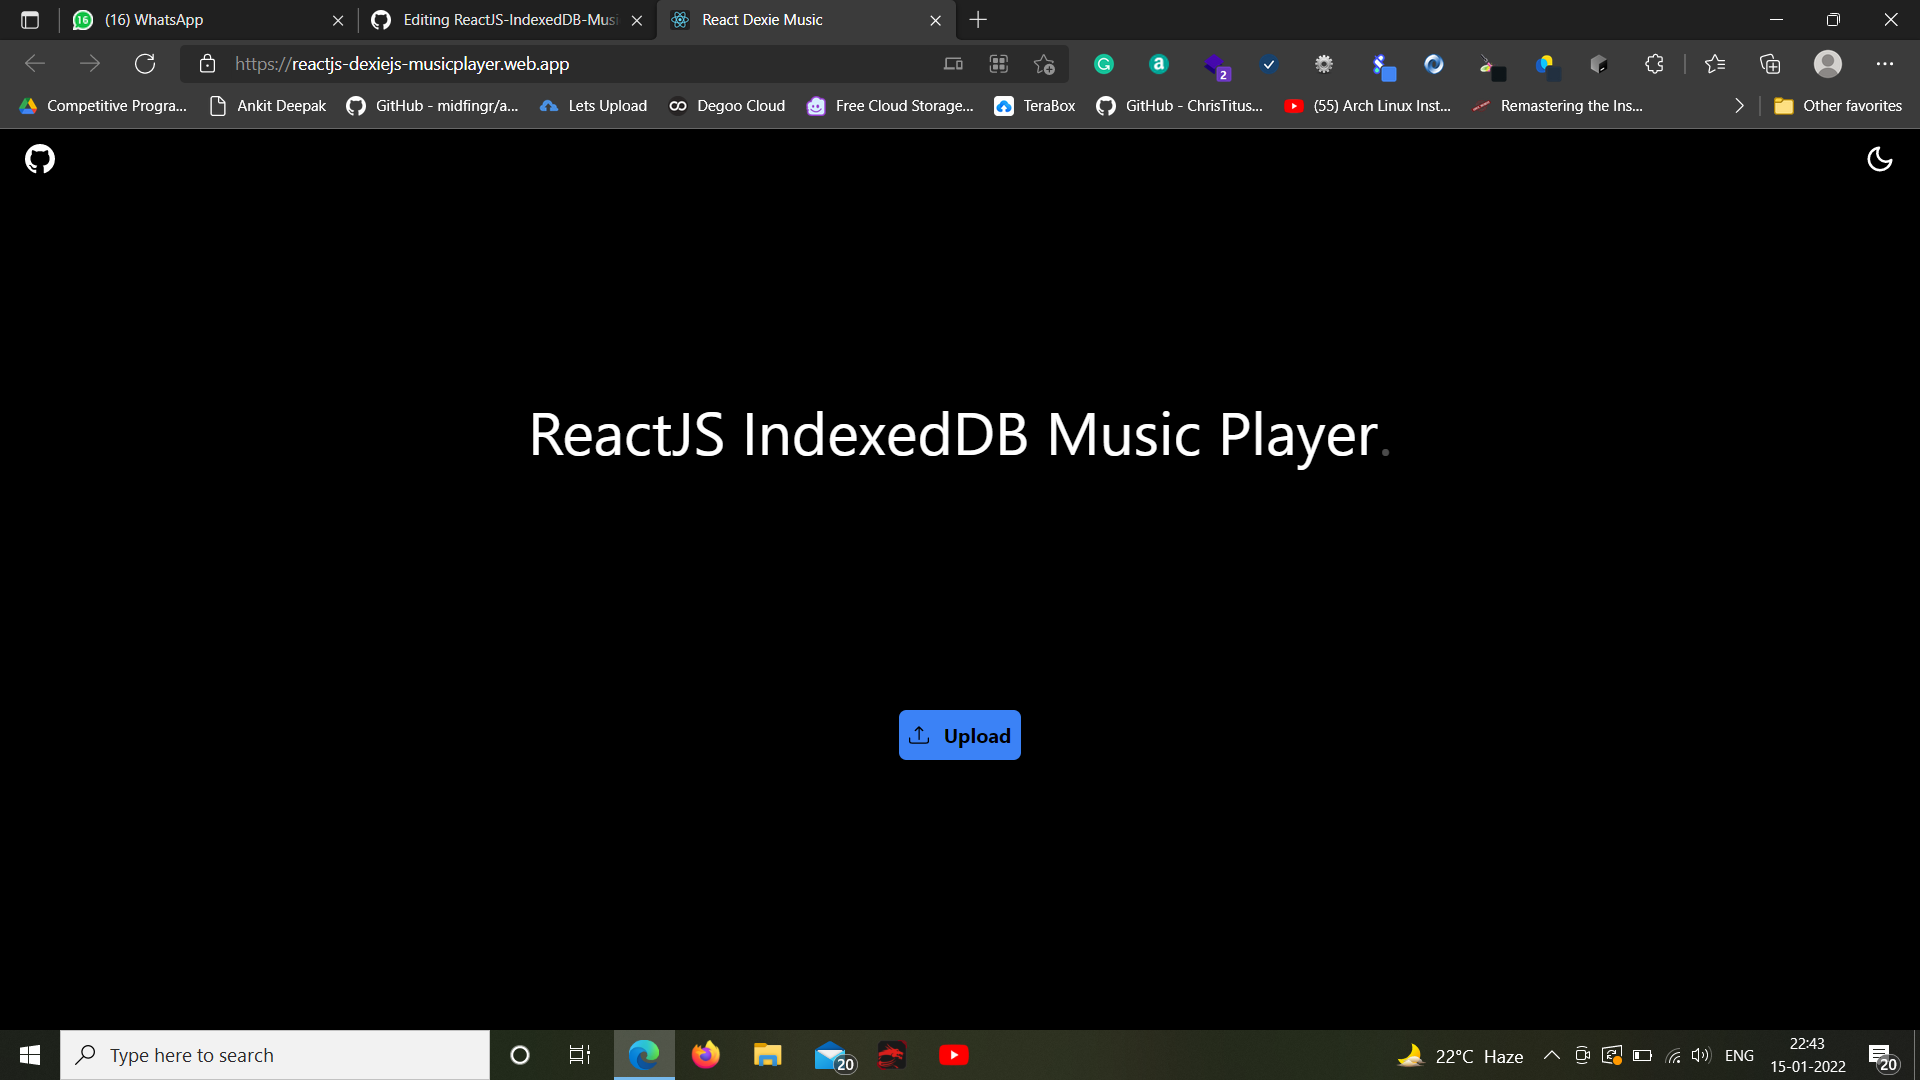 16 (16) WhatsApp
Editing ReactJS-IndexedDB-Musi
React Dexie Music
https://reactjs-dexiejs-musicplayer.web.app
2
Competitive Progra...
Ankit Deepak
GitHub - midfingr/a...
Lets Upload
Degoo Cloud
Free Cloud Storage...
TeraBox
GitHub - ChrisTitus...
(55) Arch Linux Inst...
Remastering the Ins...
Other favorites
ReactJS IndexedDB Music Player.
Upload
Type here to search
20
22°C Haze
ENG
22:43
15-01-2022
20